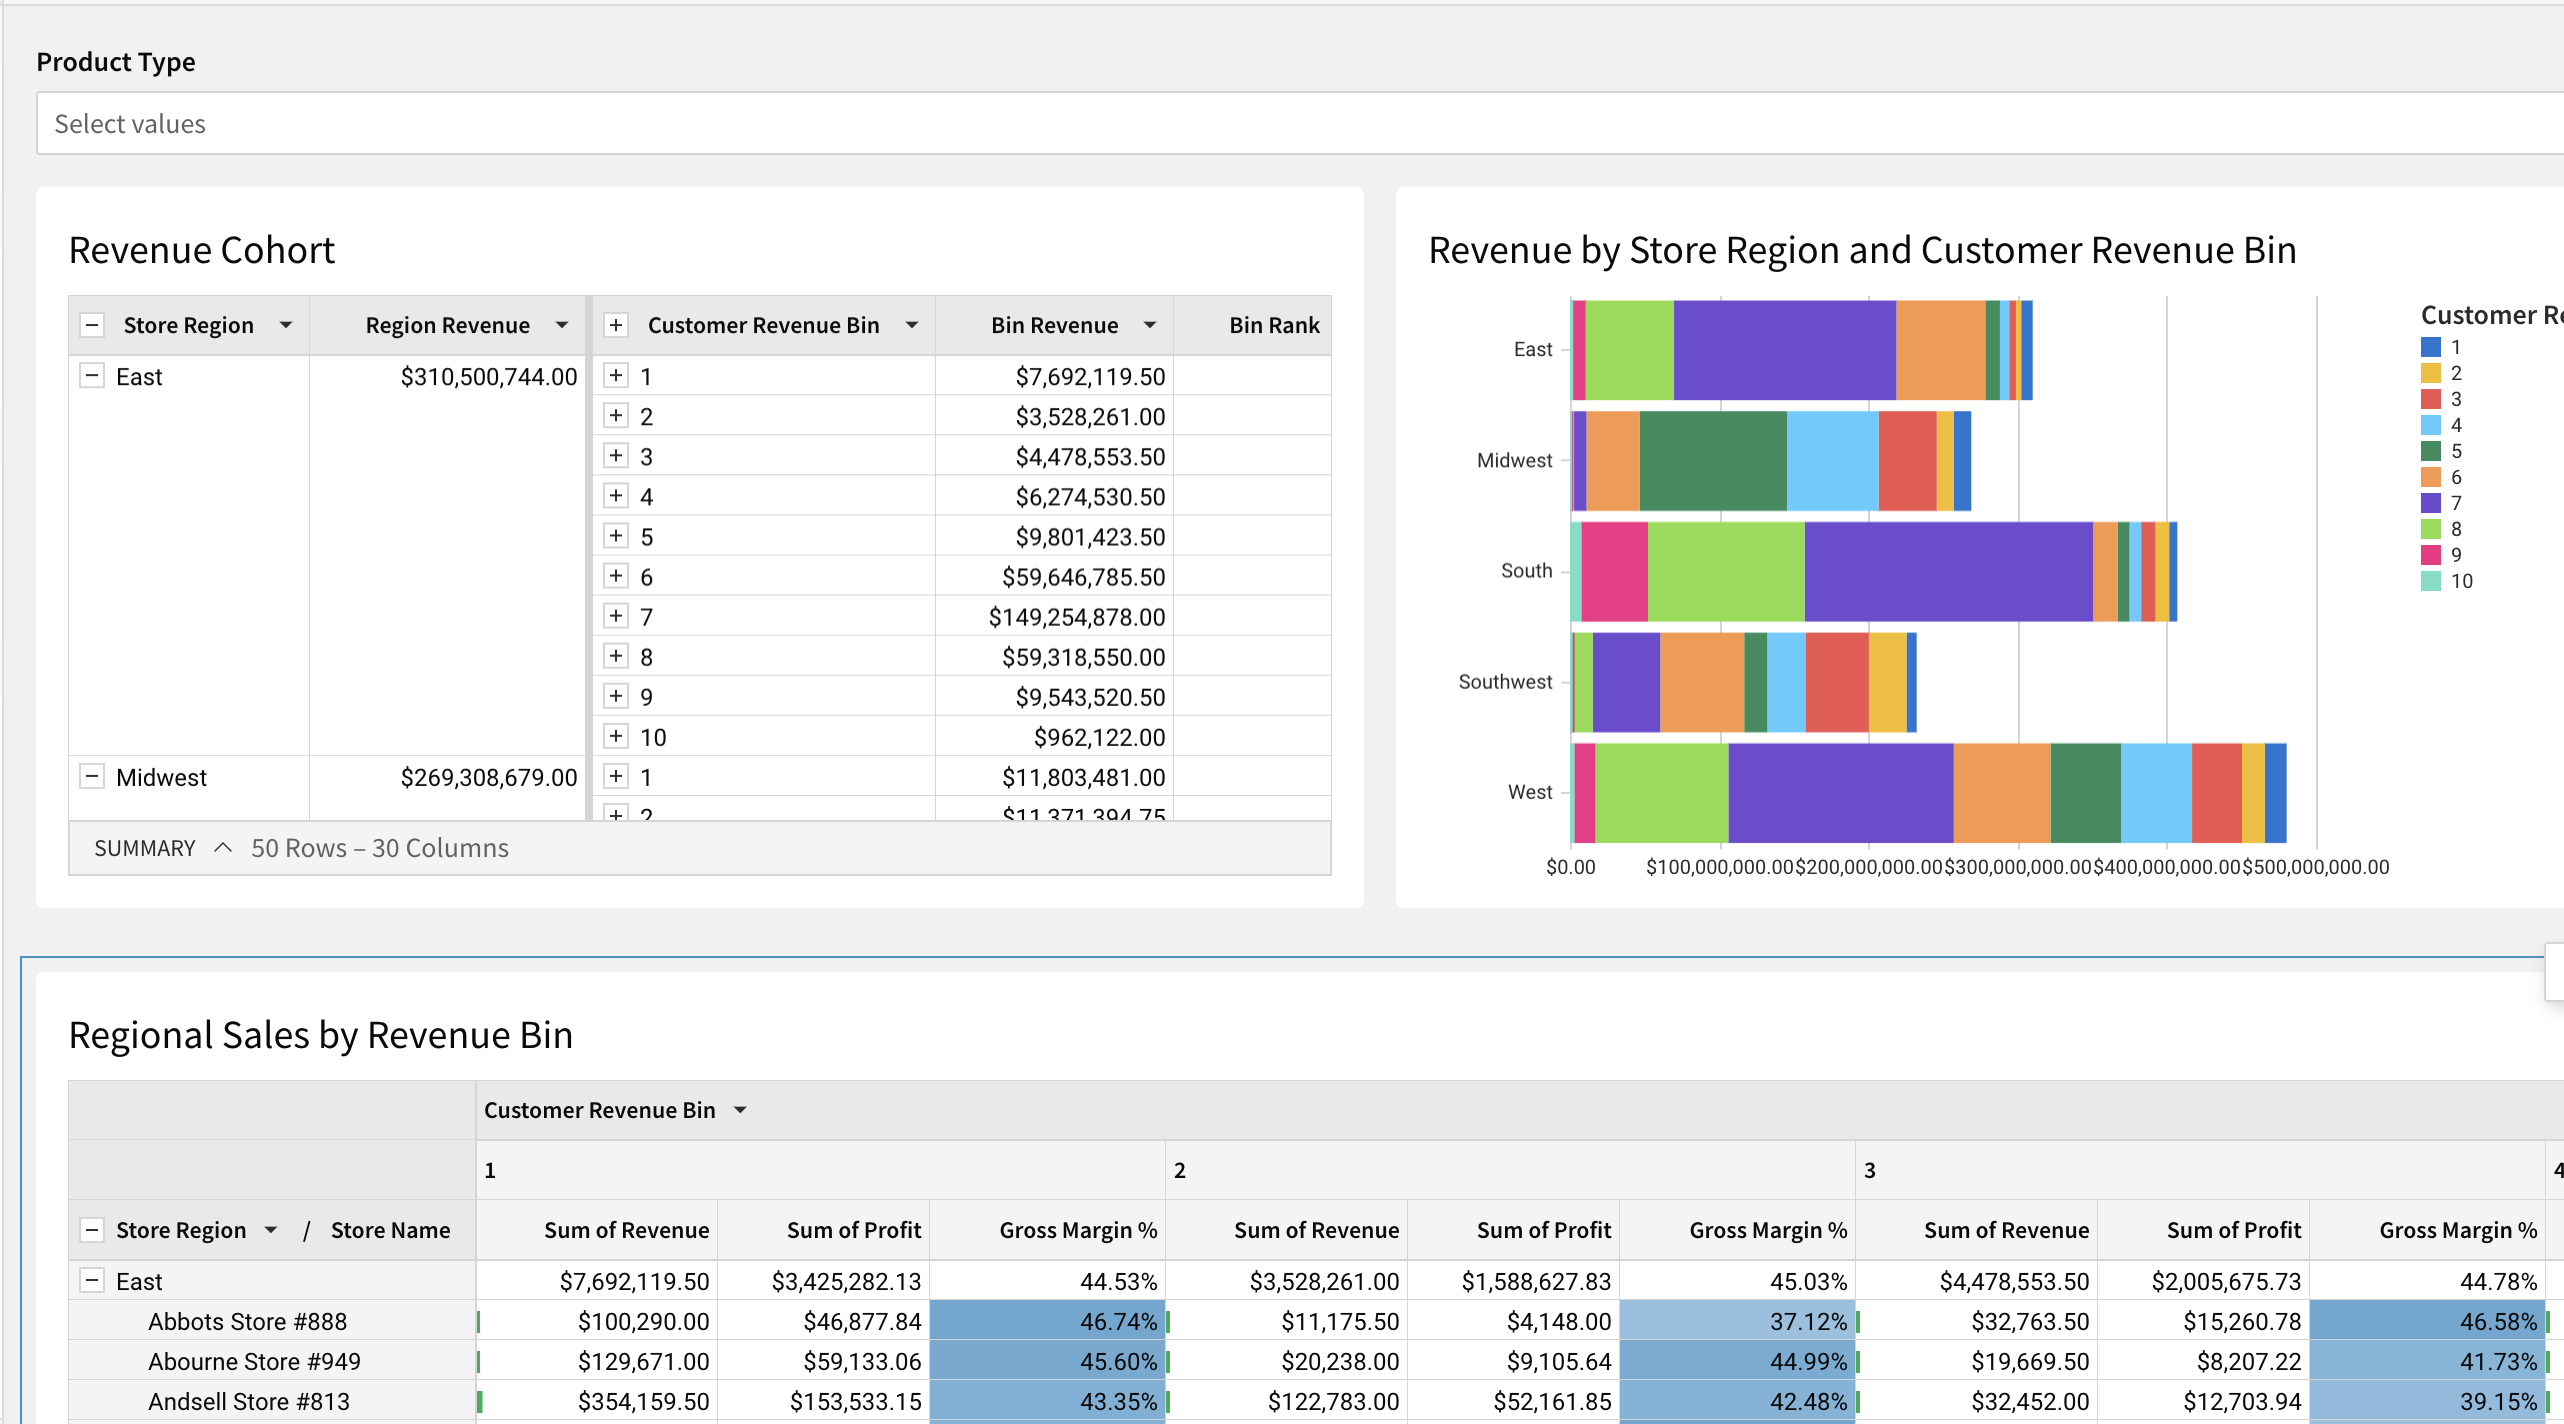 Product Type
Select values
Revenue Cohort
Store Region Region Revenue Customer Revenue Bin Bin Revenue Bin Rank
East $310,500,744.00 1 $7,692,119.50
2 $3,528,261.00
3 $4,478,553.50
4 $6,274,530.50
5 $9,801,423.50
6 $59,646,785.50
7 $149,254,878.00
8 $59,318,550.00
9 $9,543,520.50
10 $962,122.00
Midwest $269,308,679.00 1 $11,803,481.00
2 $11,371,394.75
SUMMARY 50 Rows – 30 Columns
Revenue by Store Region and Customer Revenue Bin
East
Midwest
South
Southwest
West
$0.00 $100,000,000.00 $200,000,000.00 $300,000,000.00 $400,000,000.00 $500,000,000.00
Customer Re
1
2
3
4
5
6
7
8
9
10
Regional Sales by Revenue Bin
Customer Revenue Bin
1 2 3 4
Store Region / Store Name Sum of Revenue Sum of Profit Gross Margin % Sum of Revenue Sum of Profit Gross Margin % Sum of Revenue Sum of Profit Gross Margin %
East $7,692,119.50 $3,425,282.13 44.53% $3,528,261.00 $1,588,627.83 45.03% $4,478,553.50 $2,005,675.73 44.78%
Abbots Store #888 $100,290.00 $46,877.84 46.74% $11,175.50 $4,148.00 37.12% $32,763.50 $15,260.78 46.58%
Abourne Store #949 $129,671.00 $59,133.06 45.60% $20,238.00 $9,105.64 44.99% $19,669.50 $8,207.22 41.73%
Andsell Store #813 $354,159.50 $153,533.15 43.35% $122,783.00 $52,161.85 42.48% $32,452.00 $12,703.94 39.15%